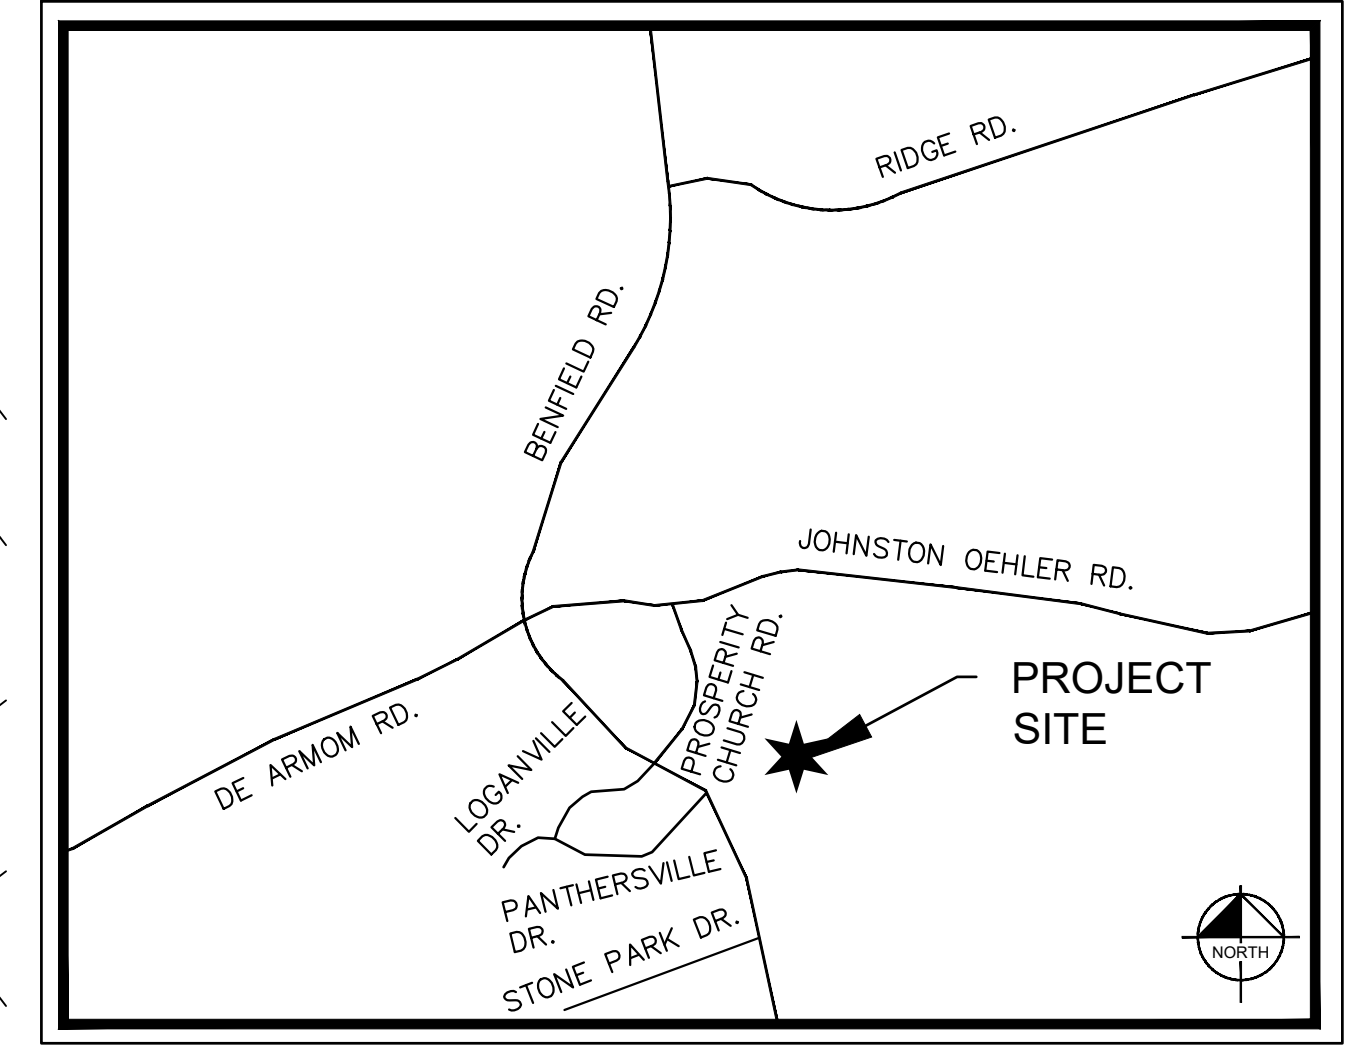 RIDGE RD.
BENFIELD RD.
JOHNSTON OEHLER RD.
PROSPERITY
CHURCH RD.
PROJECT
SITE
DE ARMOM RD.
LOGANVILLE
DR.
PANTHERSVILLE
DR.
STONE PARK DR.
NORTH